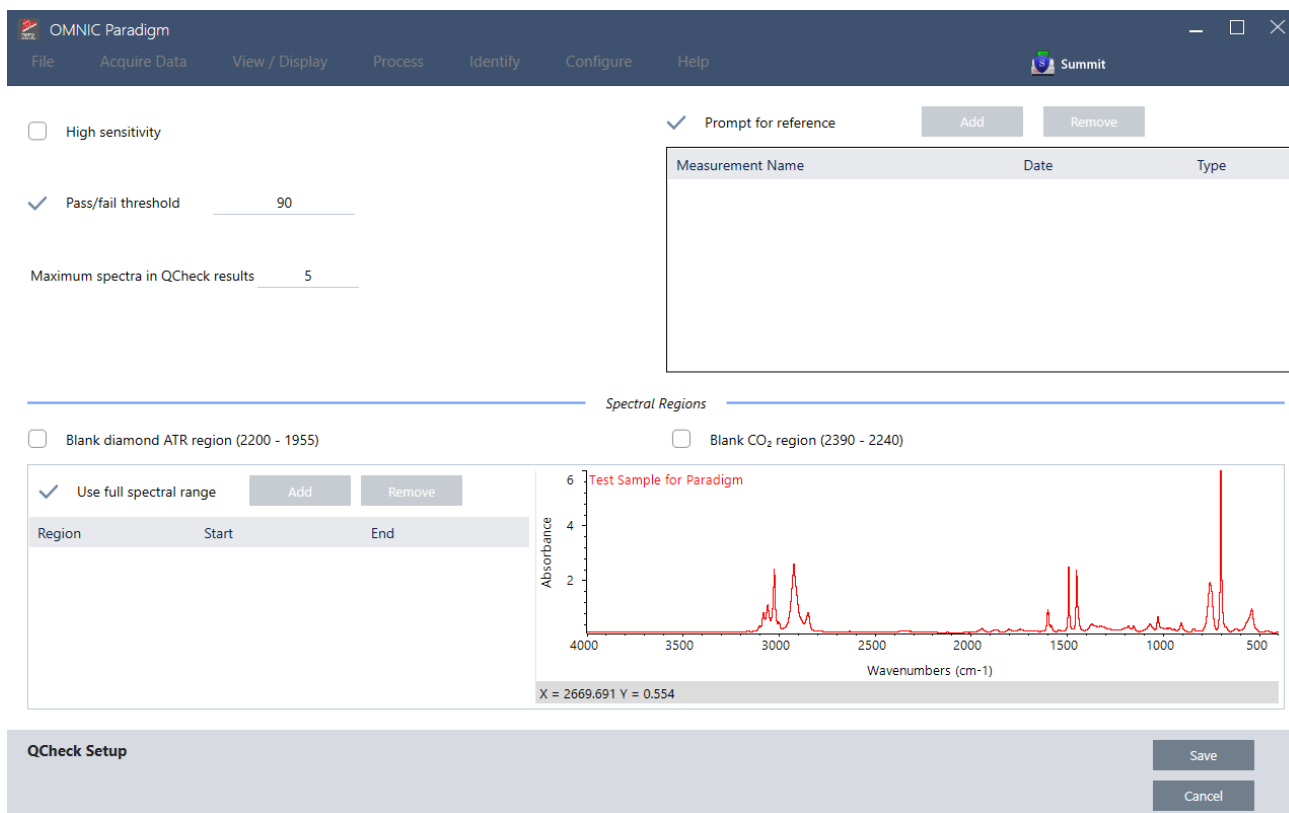 OMNIC Paradigm
File Acquire Data View / Display Process Identify Configure Help
Summit
High sensitivity
Pass/fail threshold 90
Maximum spectra in QCheck results 5
Prompt for reference Add Remove
Measurement Name Date Type
Spectral Regions
Blank diamond ATR region (2200 - 1955)
Blank CO₂ region (2390 - 2240)
Use full spectral range Add Remove
Region Start End
Test Sample for Paradigm
Absorbance
6
4
2
4000 3500 3000 2500 2000 1500 1000 500
Wavenumbers (cm-1)
X = 2669.691 Y = 0.554
QCheck Setup
Save
Cancel